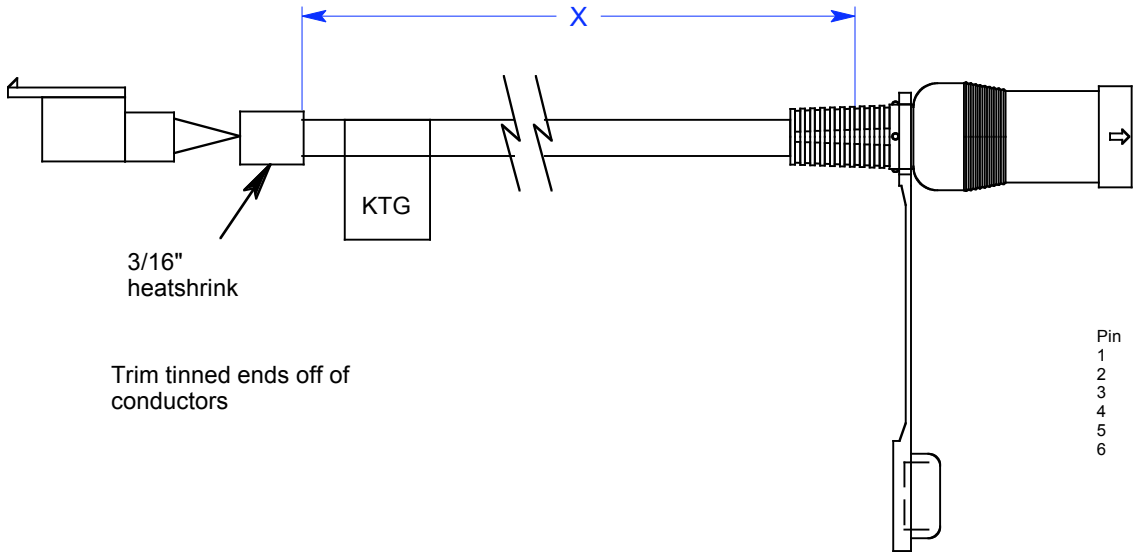 X
KTG
3/16"
heatshrink
Trim tinned ends off of
conductors
Pin
1
2
3
4
5
6